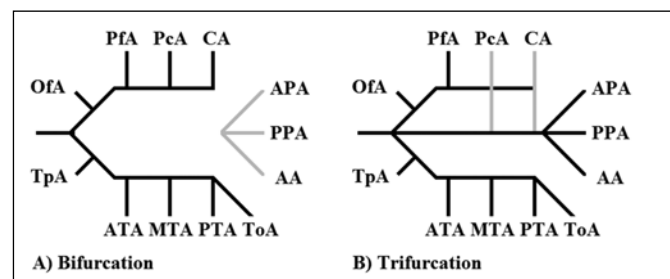 PfA PcA CA PfA PcA CA
OfA APA OfA APA
PPA PPA
TpA AA TpA AA
ATA MTA PTA ToA ATA MTA PTA ToA
A) Bifurcation B) Trifurcation